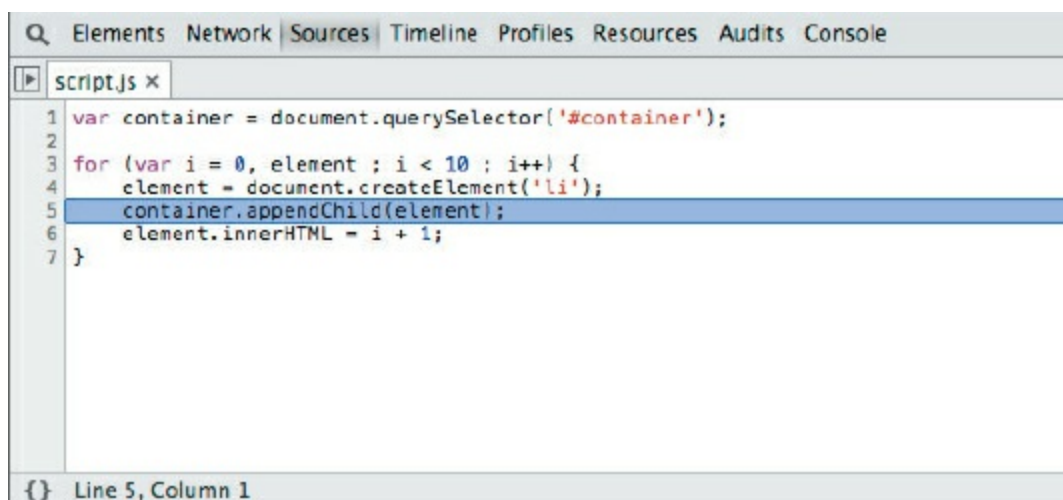 Elements Network Sources Timeline Profiles Resources Audits Console
script.js ×
1 var container = document.querySelector('#container');
2
3 for (var i = 0, element ; i < 10 ; i++) {
4 element = document.createElement('li');
5 container.appendChild(element);
6 element.innerHTML = i + 1;
7 }
{} Line 5, Column 1